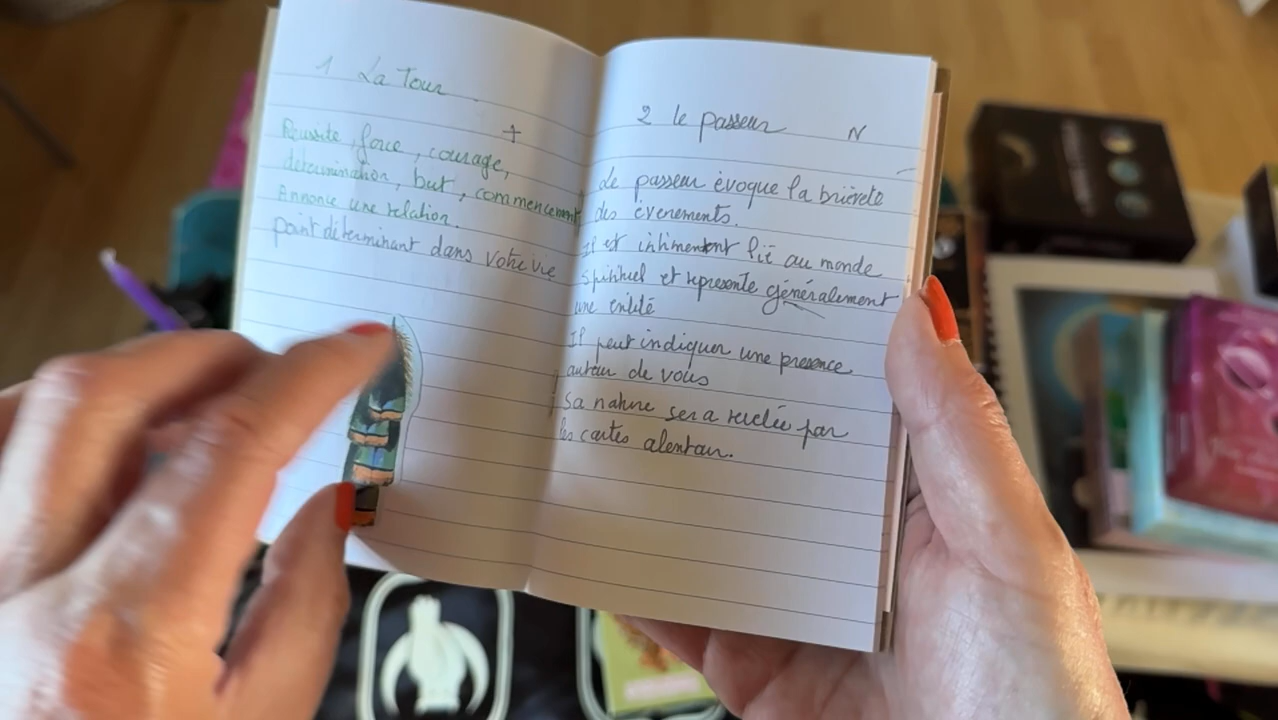 1 La Tour
+
Réussite, force, courage,
détermination, but, commencement
Annonce une relation.
point déterminant dans votre vie
2 le passeur N
Le passeur évoque la brièveté
des évenements.
Il est intimement lié au monde
spirituel et représente généralement
une entité
Il peut indiquer une presence
autour de vous
Sa nature sera révélée par
les cartes alentour.